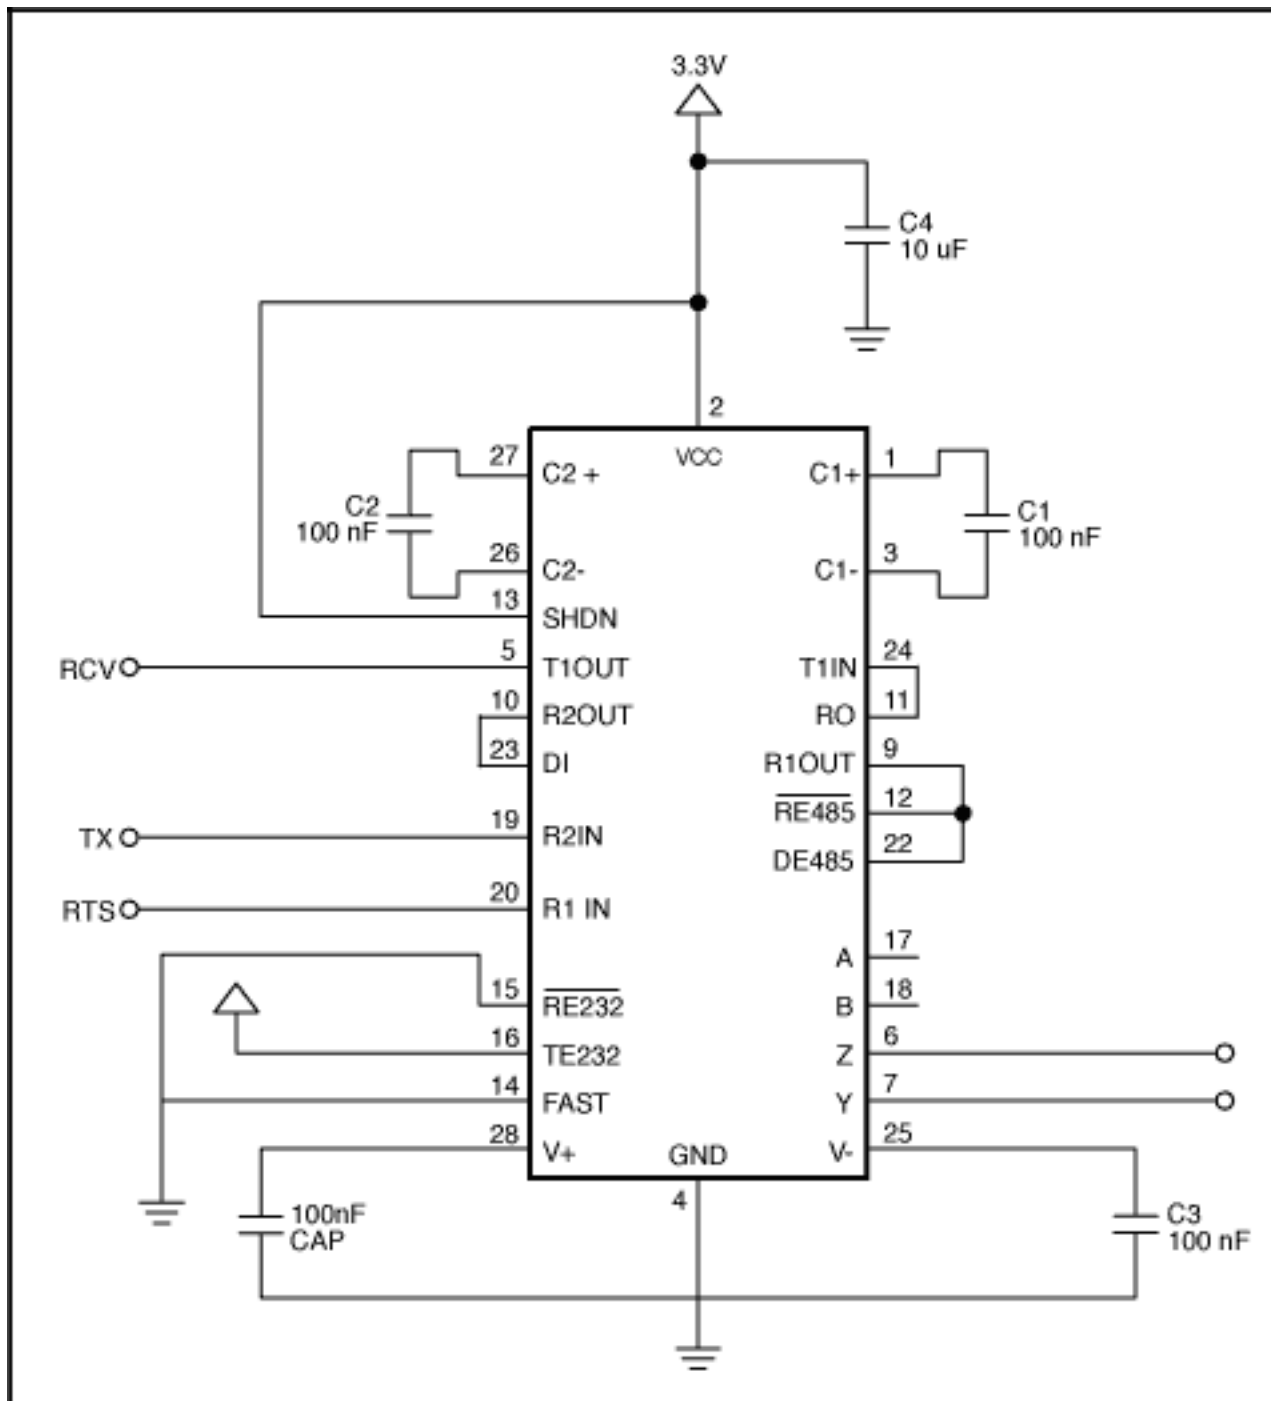 3.3V
C4
10 uF
2
VCC
27
C2 +
C1+
1
C2
100 nF
C1
100 nF
26
C2-
C1-
3
13
SHDN
RCV
5
T1OUT
T1IN
24
10
R2OUT
RO
11
23
DI
R1OUT
9
RE485
12
TX
19
R2IN
DE485
22
RTS
20
R1 IN
A
17
15
RE232
B
18
16
TE232
Z
6
14
FAST
Y
7
28
V+
GND
V-
25
4
100nF
CAP
C3
100 nF